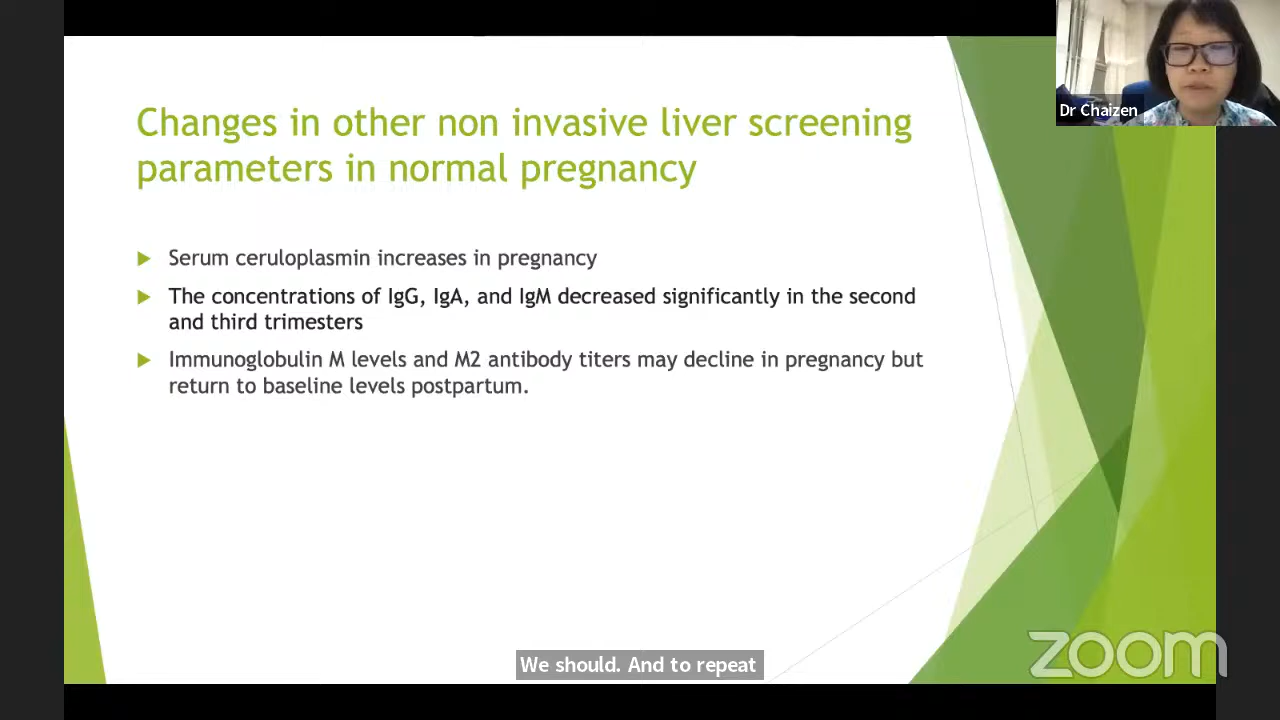 Changes in other non invasive liver screening
parameters in normal pregnancy
Serum ceruloplasmin increases in pregnancy
The concentrations of IgG, IgA, and IgM decreased significantly in the second
and third trimesters
Immunoglobulin M levels and M2 antibody titers may decline in pregnancy but
return to baseline levels postpartum.
Dr Chaizen
We should. And to repeat
zoom